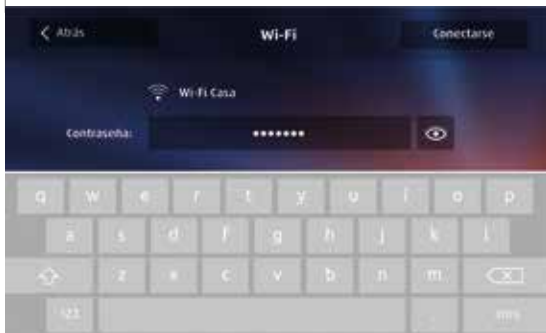 Atrás Wi-Fi Conectarse
Wi-Fi Casa
Contraseña: •••••••
q w e r t y u i o p
a s d f g h j k l
z x c v b n m
123 .